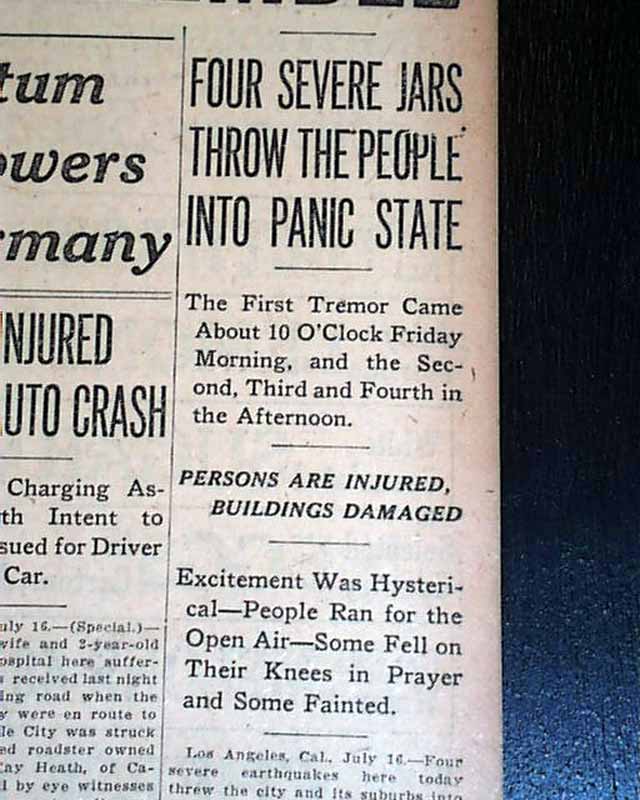 tum
owers
rmany
NJURED
UTO CRASH
Charging As-
th Intent to
sued for Driver
Car.
uly 16.—(Special.)—
wife and 2-year-old
ospital here suffer-
s received last night
ing road when the
y were en route to
le City was struck
ed roadster owned
Kay Heath, of Ca-
l by eye witnesses
FOUR SEVERE JARS
THROW THE PEOPLE
INTO PANIC STATE
The First Tremor Came
About 10 O'Clock Friday
Morning, and the Sec-
ond, Third and Fourth in
the Afternoon.
PERSONS ARE INJURED,
BUILDINGS DAMAGED
Excitement Was Hysteri-
cal—People Ran for the
Open Air—Some Fell on
Their Knees in Prayer
and Some Fainted.
Los Angeles, Cal., July 16.—Four
severe earthquakes here today
threw the city and its suburbs into